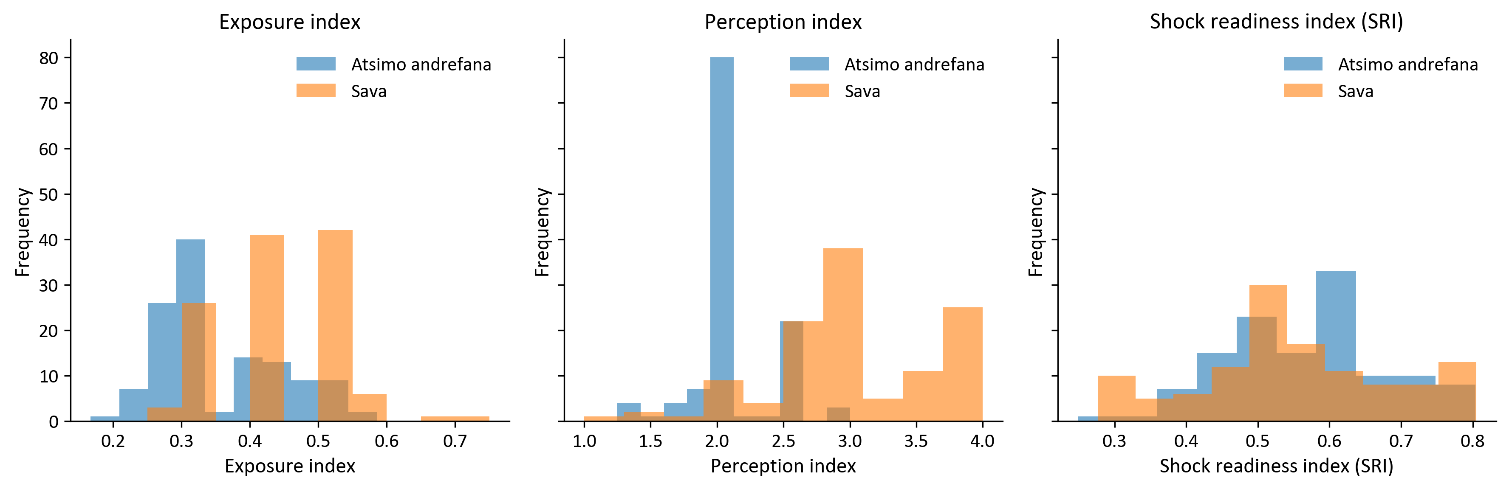 Exposure index
Atsimo andrefana
Sava
Frequency
80
70
60
50
40
30
20
10
0
0.2 0.3 0.4 0.5 0.6 0.7
Exposure index
Perception index
Atsimo andrefana
Sava
Frequency
1.0 1.5 2.0 2.5 3.0 3.5 4.0
Perception index
Shock readiness index (SRI)
Atsimo andrefana
Sava
Frequency
0.3 0.4 0.5 0.6 0.7 0.8
Shock readiness index (SRI)